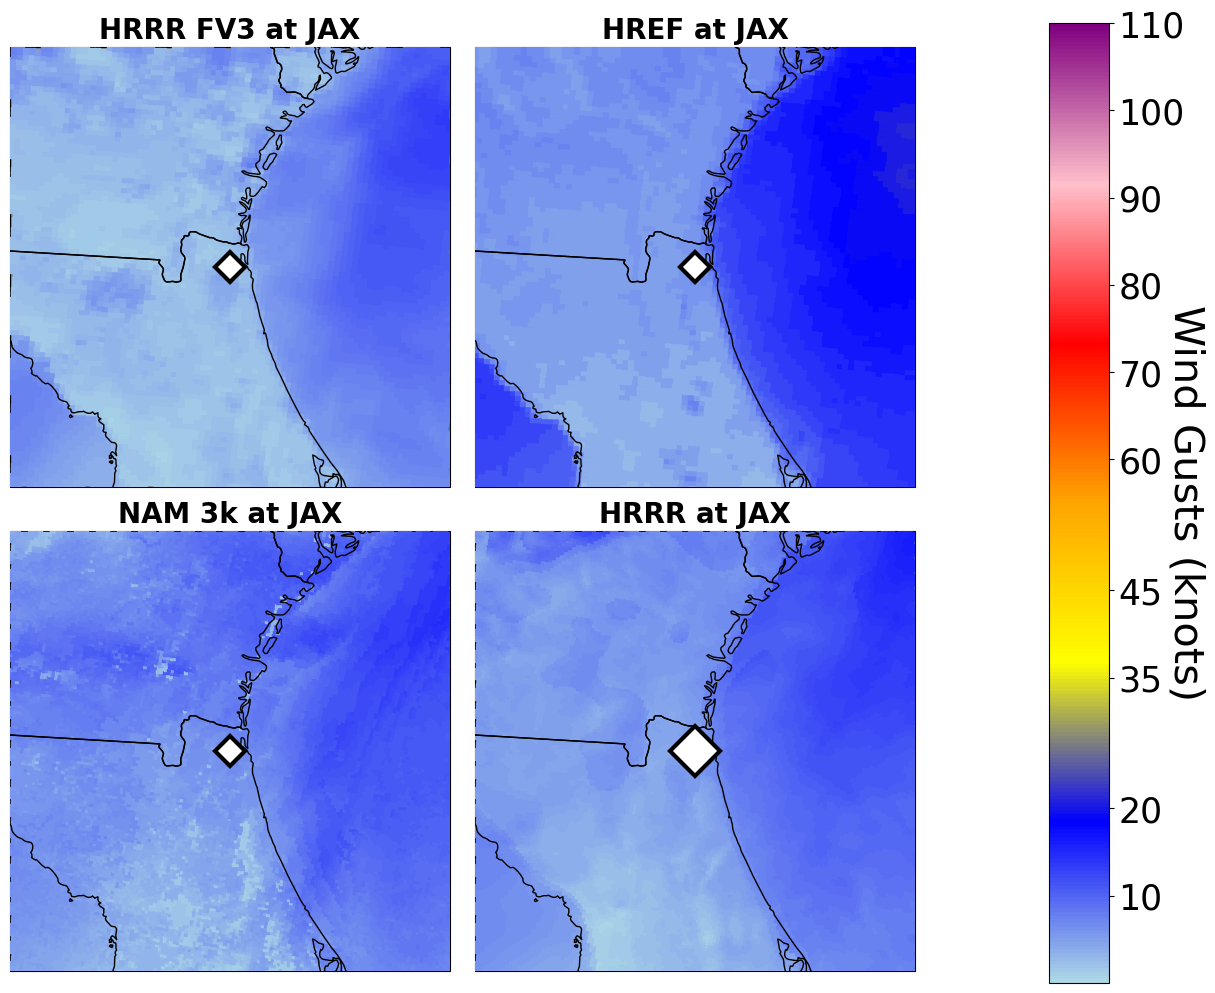 HRRR FV3 at JAX
HREF at JAX
NAM 3k at JAX
HRRR at JAX
110
100
90
80
70
60
45
35
20
10
Wind Gusts (knots)